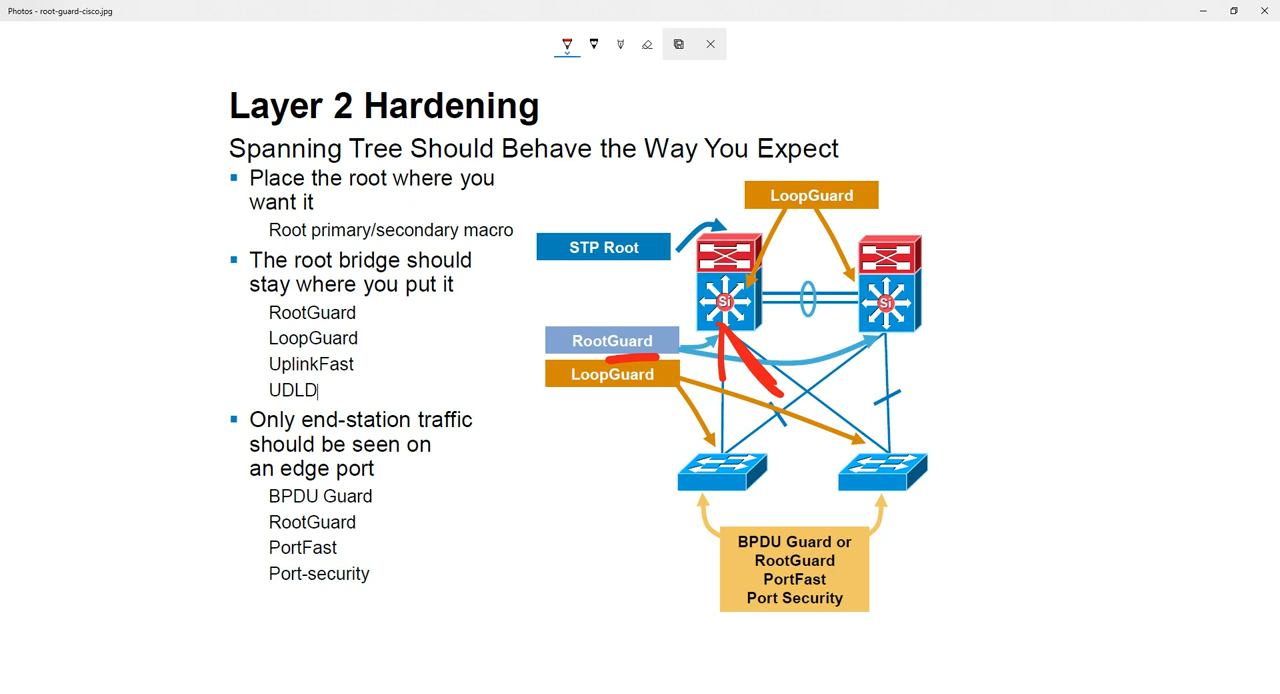 Photos - root-guard-cisco.jpg
Layer 2 Hardening
Spanning Tree Should Behave the Way You Expect
Place the root where you
want it
Root primary/secondary macro
The root bridge should
stay where you put it
RootGuard
LoopGuard
UplinkFast
UDLD
Only end-station traffic
should be seen on
an edge port
BPDU Guard
RootGuard
PortFast
Port-security
LoopGuard
STP Root
Si
Si
RootGuard
LoopGuard
BPDU Guard or
RootGuard
PortFast
Port Security